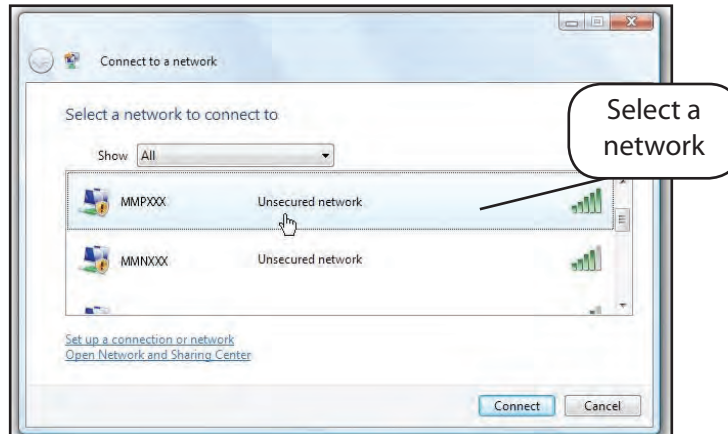 Connect to a network
Select a network to connect to
Show All
MMPXXX Unsecured network
MMNXXX Unsecured network
Set up a connection or network
Open Network and Sharing Center
Connect Cancel
Select a
network